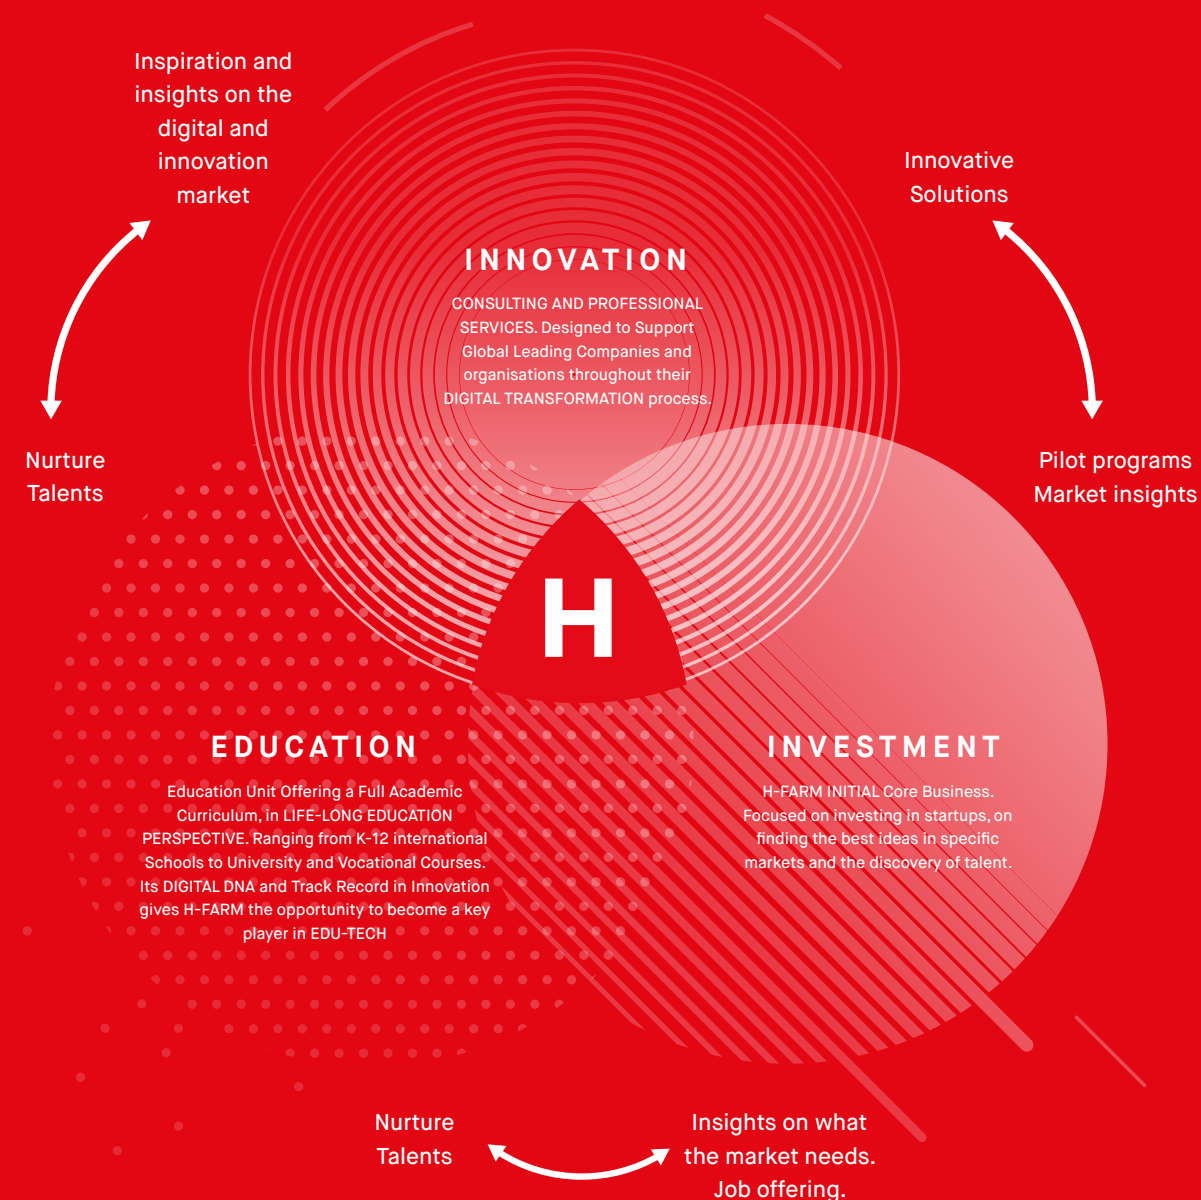 Inspiration and
insights on the
digital and
innovation
market
Innovative
Solutions
INNOVATION
CONSULTING AND PROFESSIONAL
SERVICES. Designed to Support
Global Leading Companies and
organisations throughout their
DIGITAL TRANSFORMATION process.
Nurture
Talents
Pilot programs
Market insights
H
EDUCATION
Education Unit Offering a Full Academic
Curriculum, in LIFE-LONG EDUCATION
PERSPECTIVE. Ranging from K-12 international
Schools to University and Vocational Courses.
Its DIGITAL DNA and Track Record in Innovation
gives H-FARM the opportunity to become a key
player in EDU-TECH
INVESTMENT
H-FARM INITIAL Core Business.
Focused on investing in startups, on
finding the best ideas in specific
markets and the discovery of talent.
Nurture
Talents
Insights on what
the market needs.
Job offering.